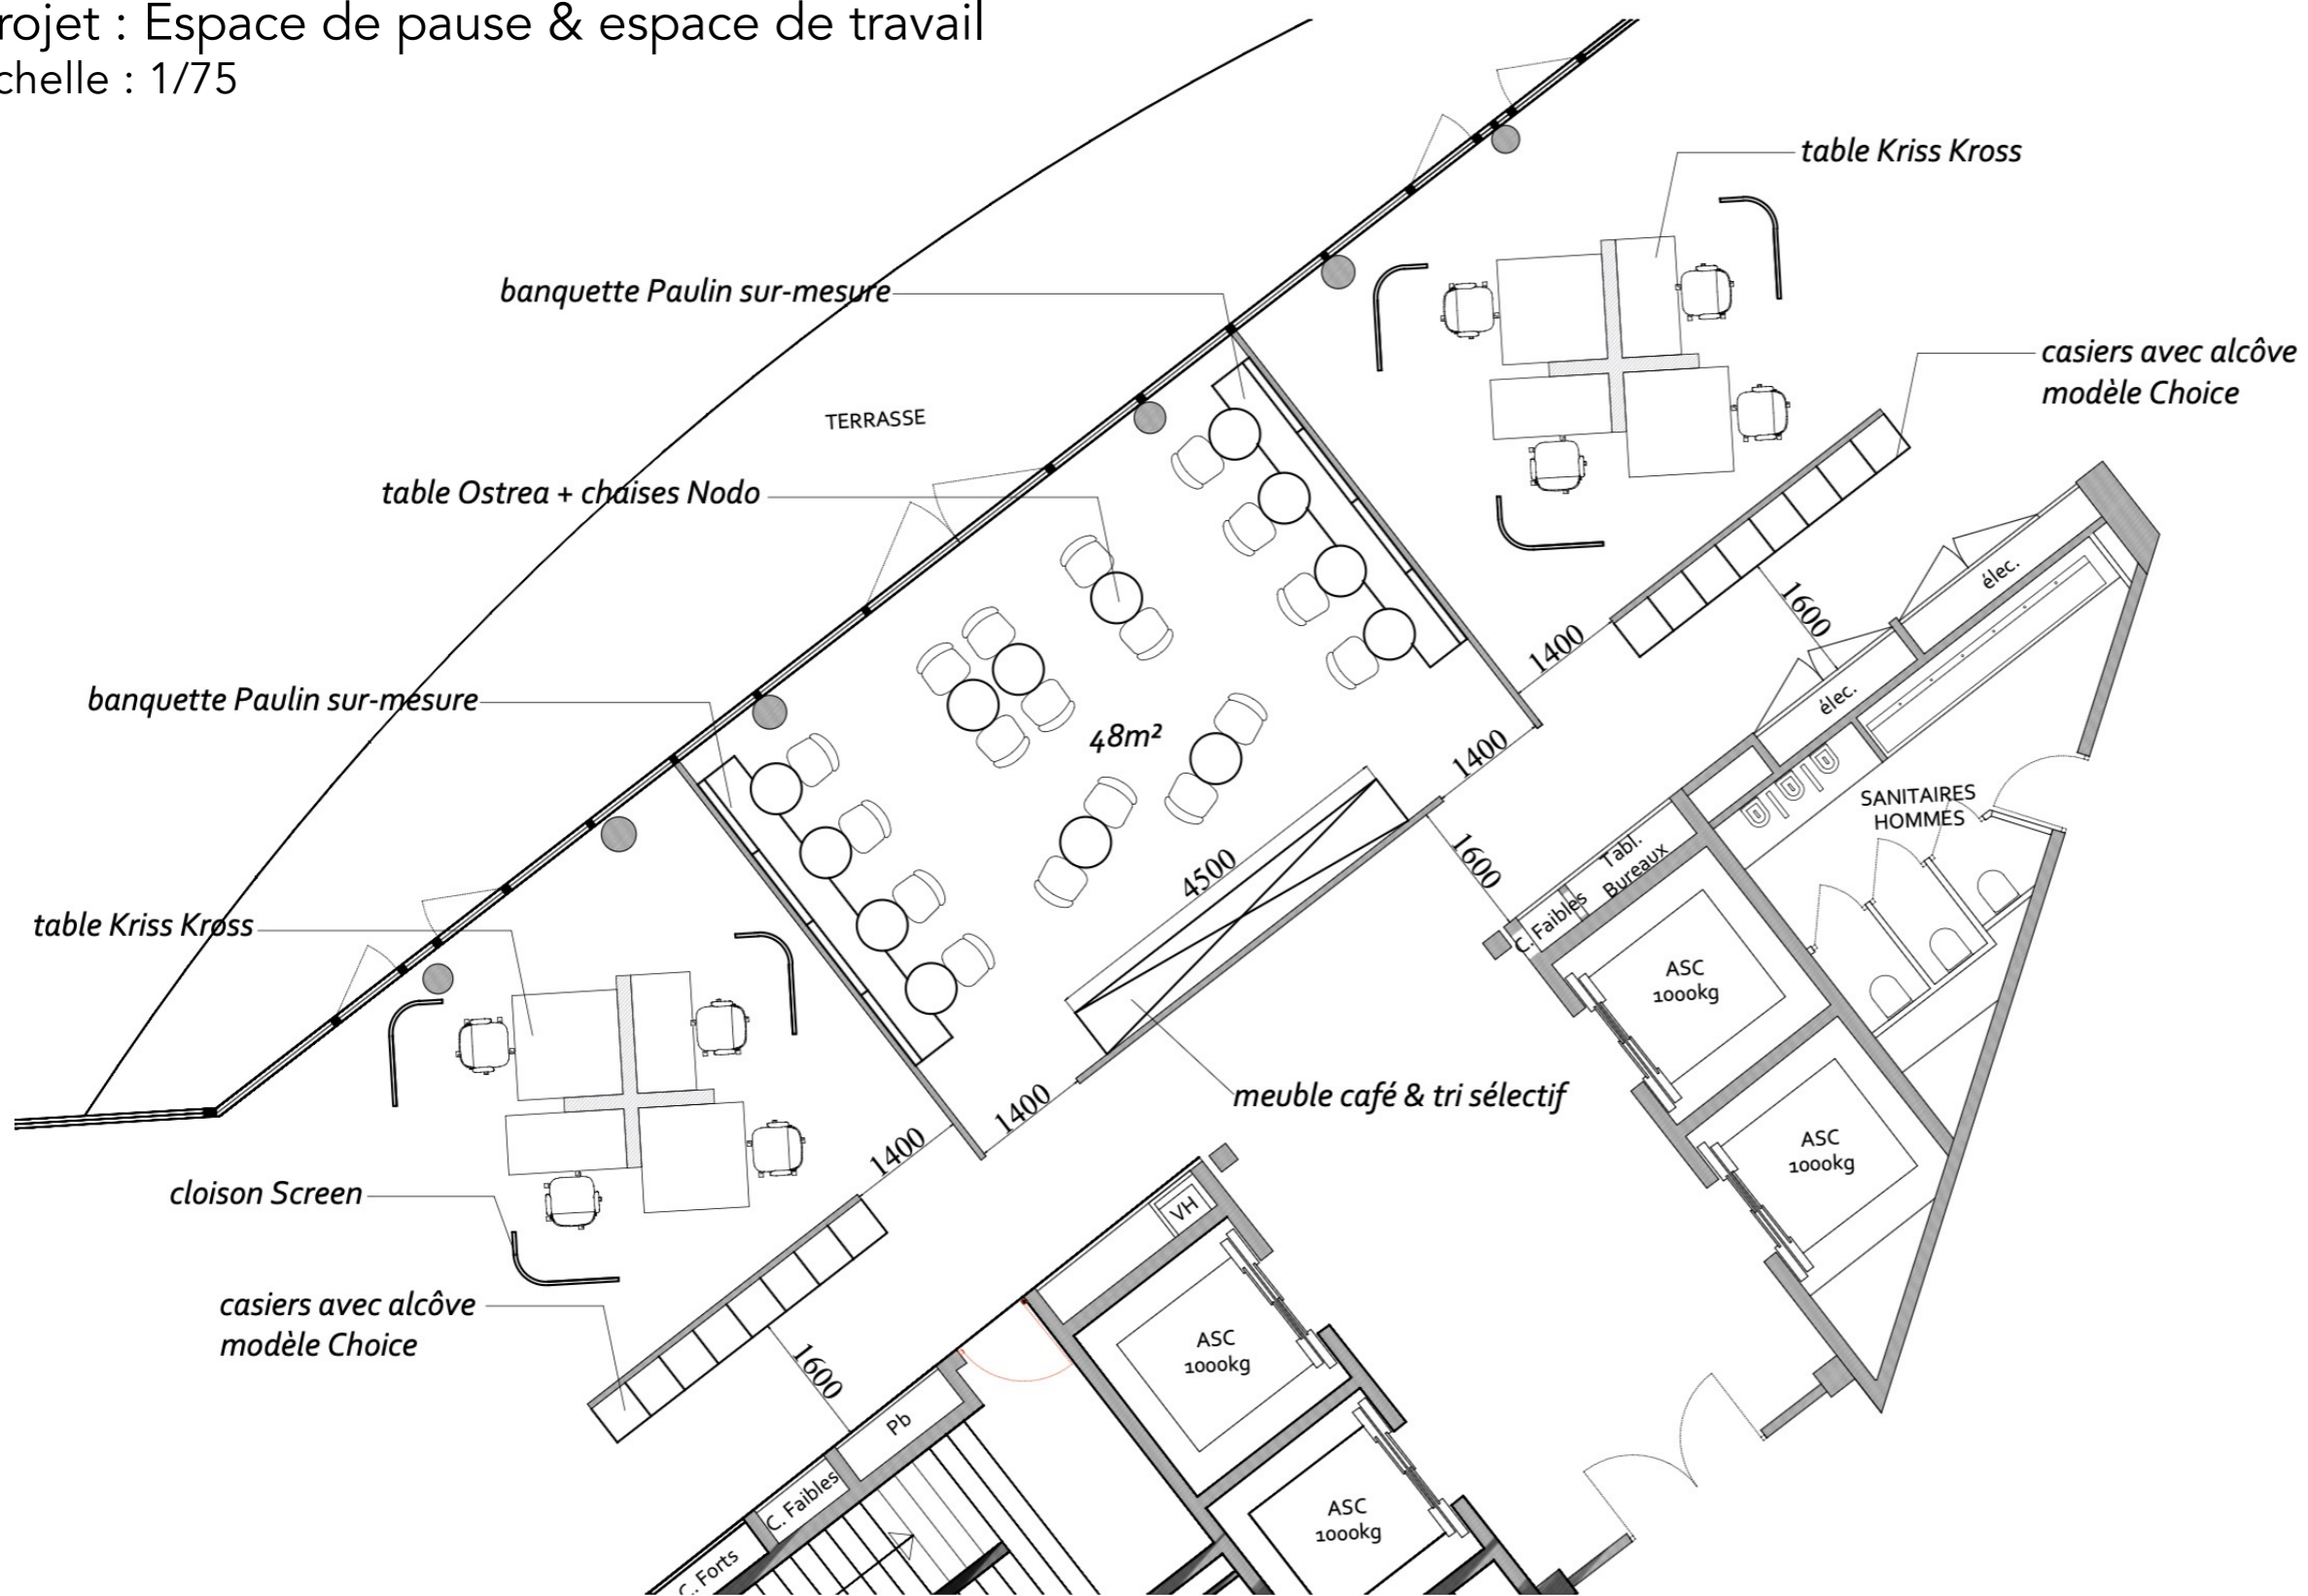 rojet : Espace de pause & espace de travail
chelle : 1/75
table Kriss Kross
banquette Paulin sur-mesure
casiers avec alcôve
modèle Choice
TERRASSE
table Ostrea + chaises Nodo
élec.
1600
1400
banquette Paulin sur-mesure
élec.
48m²
1400
SANITAIRES
HOMMES
4500
1600
Tabl.
Bureaux
C. Faibles
table Kriss Kross
ASC
1000kg
meuble café & tri sélectif
1400
1400
ASC
1000kg
cloison Screen
VH
casiers avec alcôve
modèle Choice
ASC
1000kg
1600
Pb
C. Faibles
ASC
1000kg
C. Forts